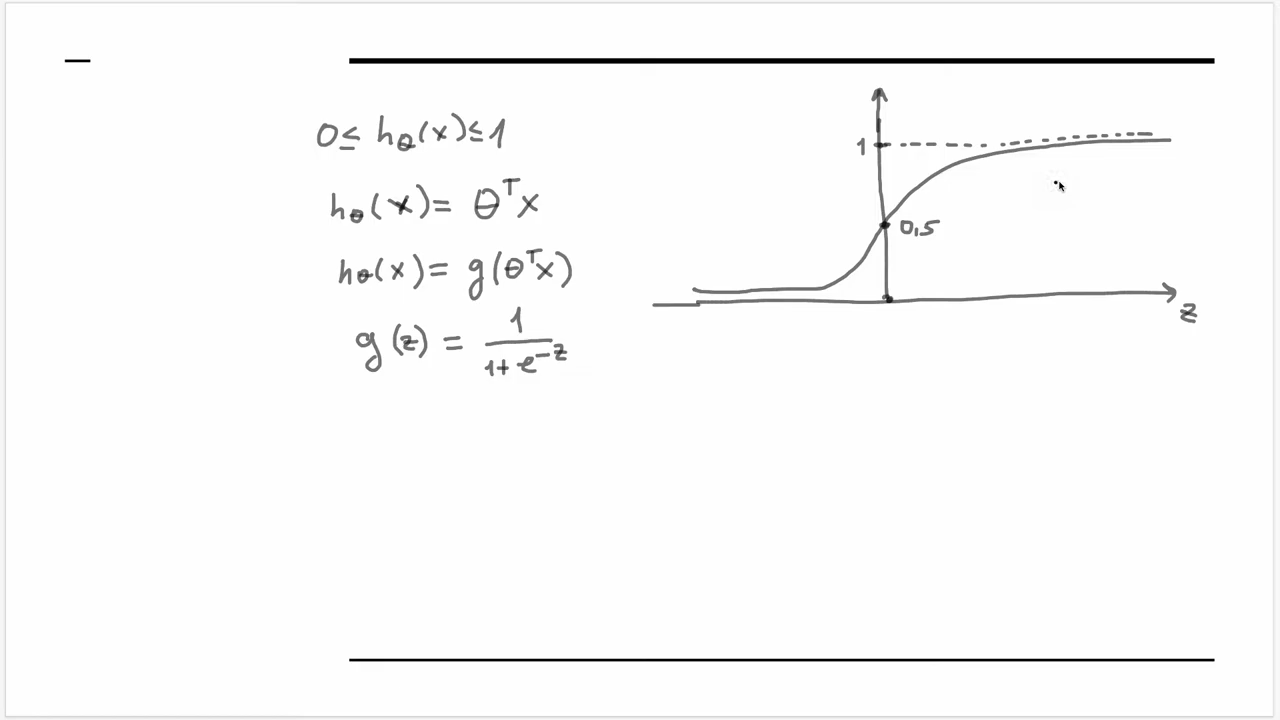 0 ≤ hθ(x) ≤ 1
hθ(x) = θᵀx
hθ(x) = g(θᵀx)
g(z) = 1 / 1 + e⁻ᶻ
1
0,5
z